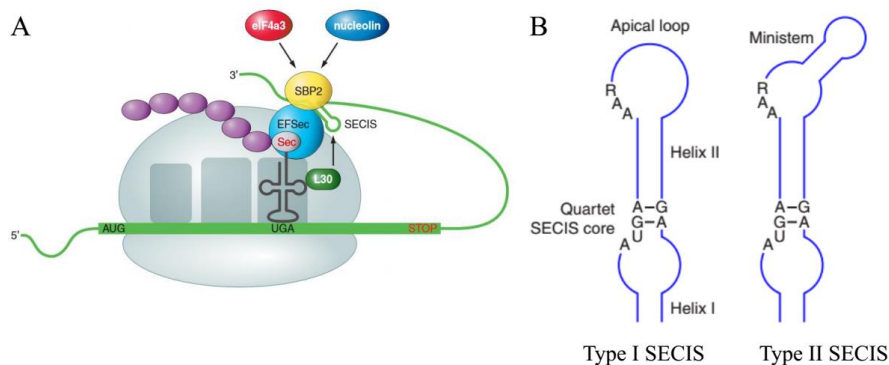 A
eIF4a3
nucleolin
3'
SBP2
EFSec
SECIS
Sec
L30
5'
AUG
UGA
STOP
B
Apical loop
Ministem
R
A
A
R
A
A
Helix II
Quartet
SECIS core
A
G
G
A
U
A
A
G
G
A
U
A
Helix I
Type I SECIS
Type II SECIS